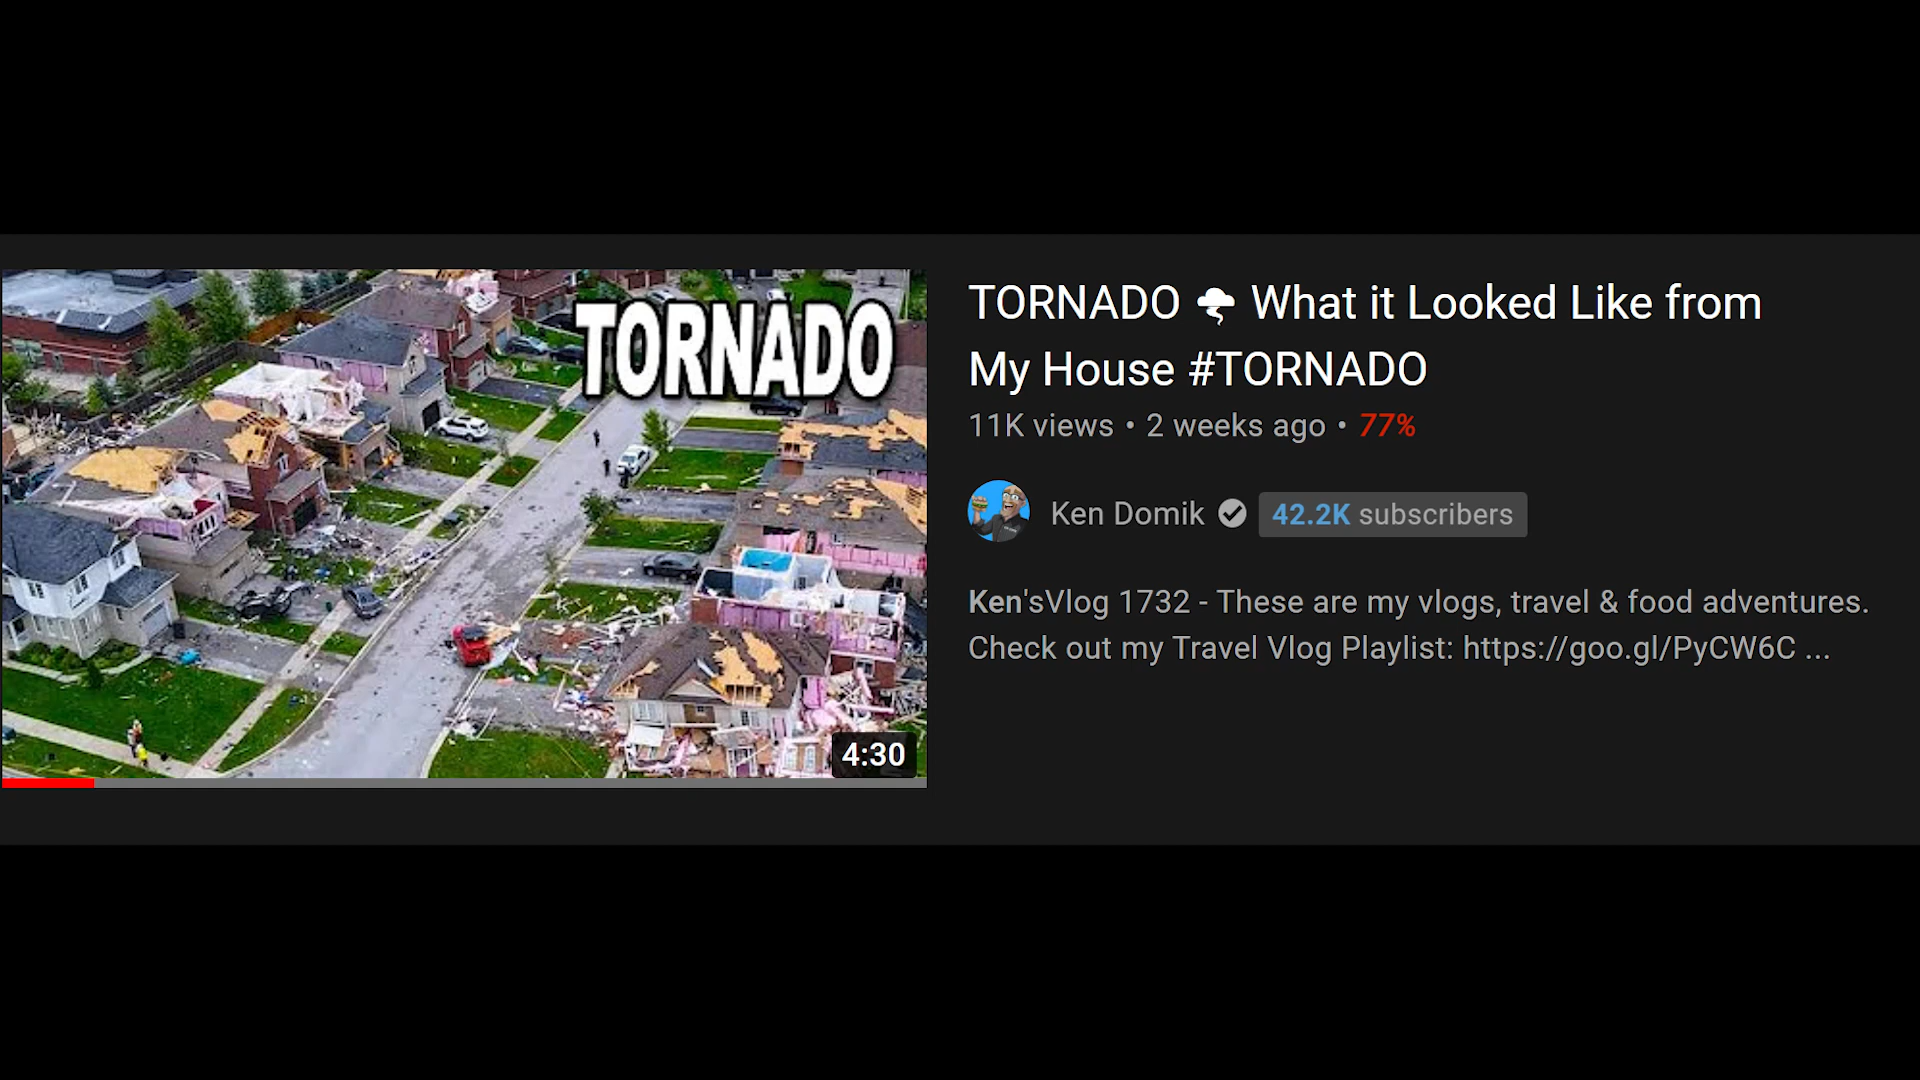 TORNADO
4:30
TORNADO 🌪 What it Looked Like from
My House #TORNADO
11K views • 2 weeks ago • 77%
Ken Domik 42.2K subscribers
Ken'sVlog 1732 - These are my vlogs, travel & food adventures.
Check out my Travel Vlog Playlist: https://goo.gl/PyCW6C ...